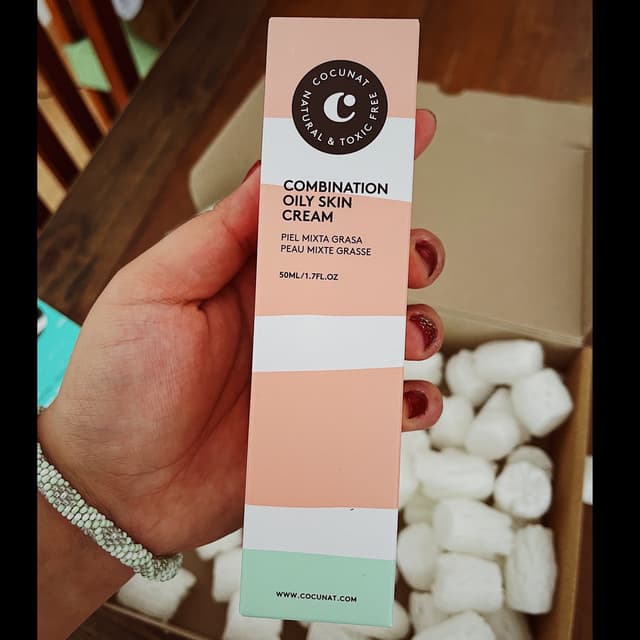 COCUNAT
NATURAL & TOXIC FREE
c
COMBINATION
OILY SKIN
CREAM
PIEL MIXTA GRASA
PEAU MIXTE GRASSE
50ML/1.7FL.OZ
WWW.COCUNAT.COM